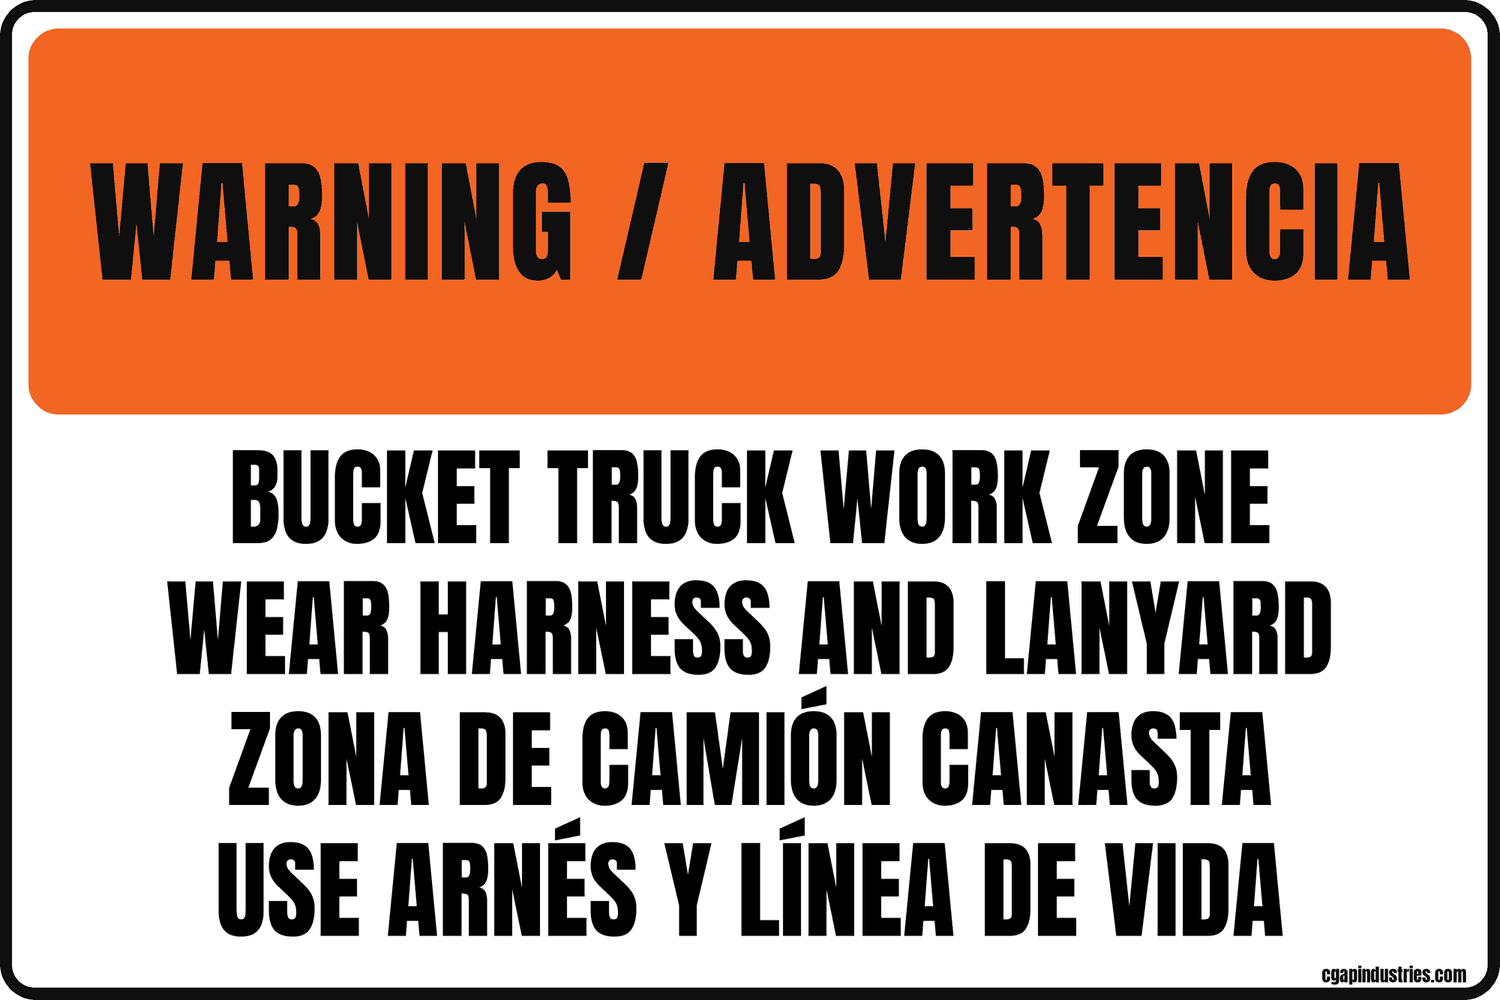 WARNING / ADVERTENCIA
BUCKET TRUCK WORK ZONE
WEAR HARNESS AND LANYARD
ZONA DE CAMIÓN CANASTA
USE ARNÉS Y LÍNEA DE VIDA
cgapindustries.com